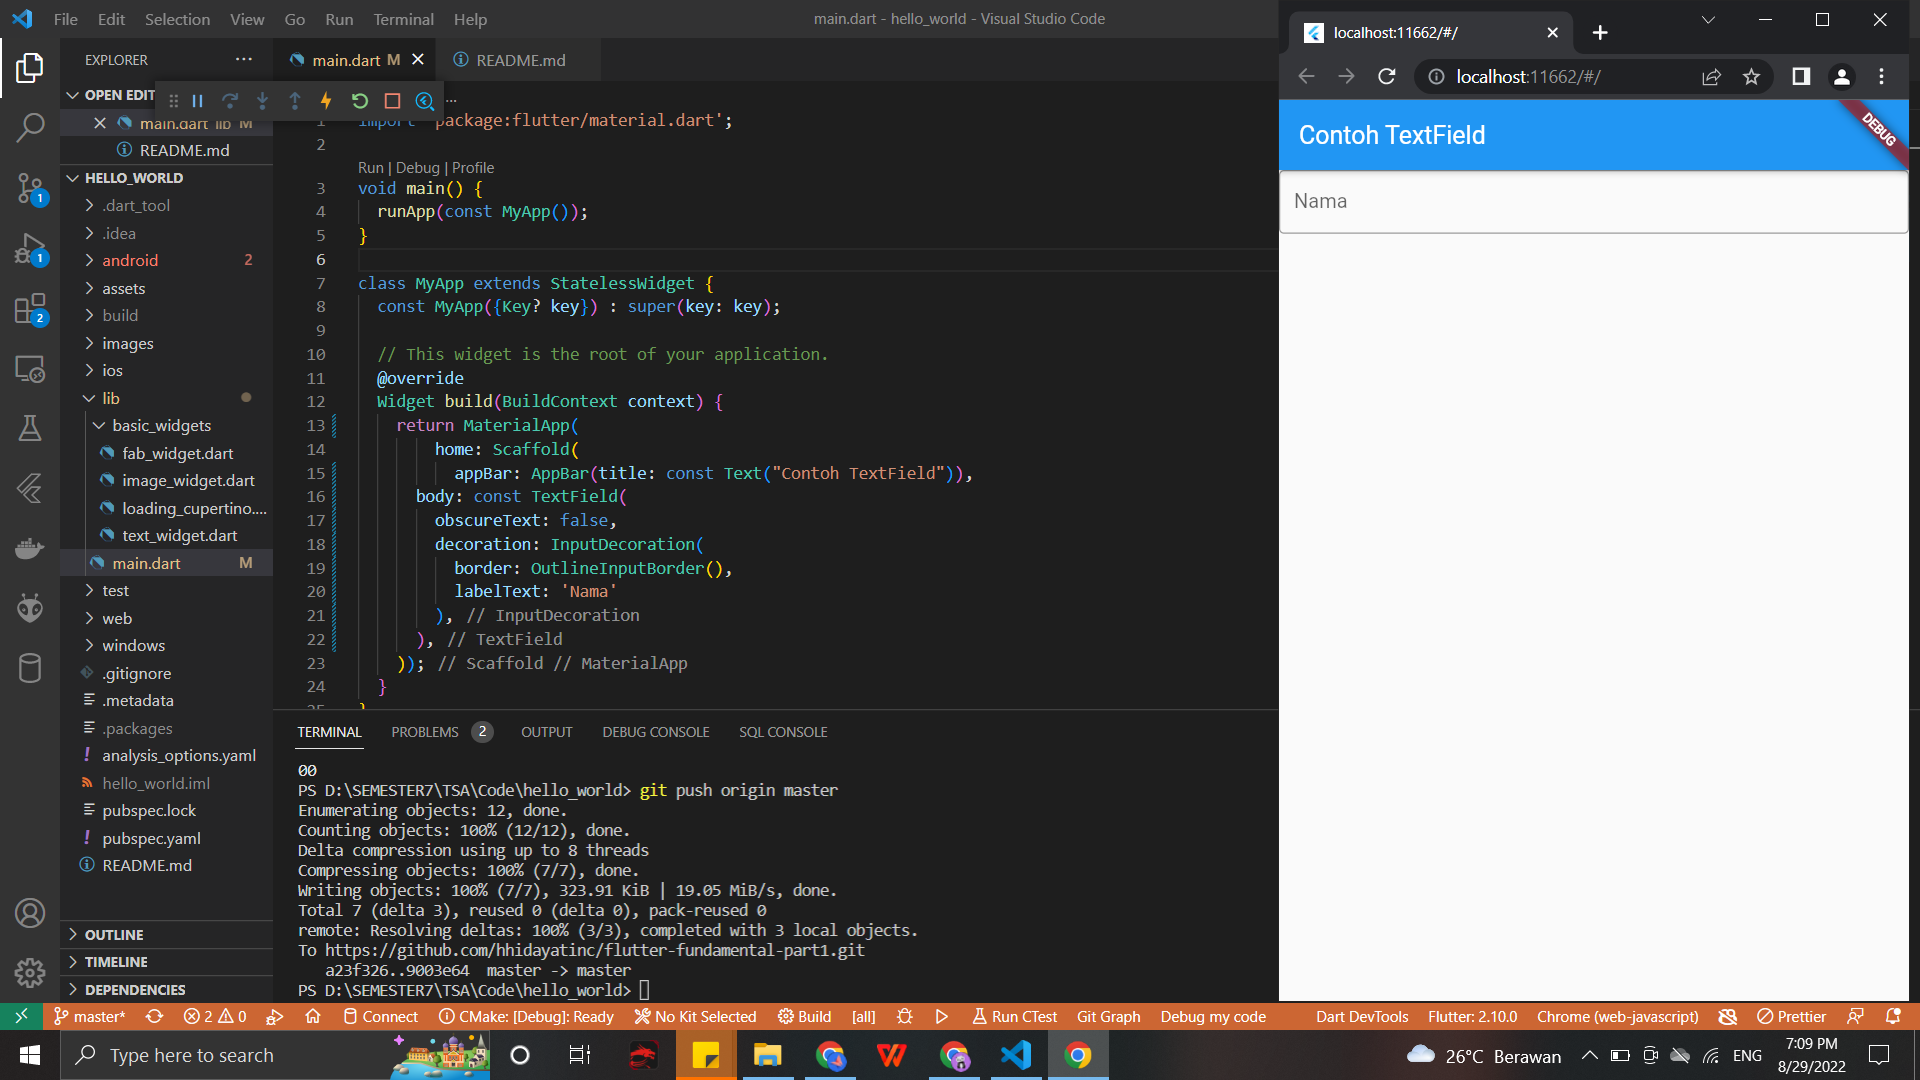 File Edit Selection View Go Run Terminal Help
main.dart - hello_world - Visual Studio Code
EXPLORER ...
OPEN EDIT
main.dart lib M
README.md
HELLO_WORLD
.dart_tool
.idea
android 2
assets
build
images
ios
lib
basic_widgets
fab_widget.dart
image_widget.dart
loading_cupertino....
text_widget.dart
main.dart M
test
web
windows
.gitignore
.metadata
.packages
analysis_options.yaml
hello_world.iml
pubspec.lock
pubspec.yaml
README.md
OUTLINE
TIMELINE
DEPENDENCIES
1
1
2
main.dart M
README.md
...
1 import 'package:flutter/material.dart';
2
Run | Debug | Profile
3 void main() {
4 runApp(const MyApp());
5 }
6
7 class MyApp extends StatelessWidget {
8 const MyApp({Key? key}) : super(key: key);
9
10 // This widget is the root of your application.
11 @override
12 Widget build(BuildContext context) {
13 return MaterialApp(
14 home: Scaffold(
15 appBar: AppBar(title: const Text("Contoh TextField")),
16 body: const TextField(
17 obscureText: false,
18 decoration: InputDecoration(
19 border: OutlineInputBorder(),
20 labelText: 'Nama'
21 ), // InputDecoration
22 ), // TextField
23 )); // Scaffold // MaterialApp
24 }
25 }
TERMINAL PROBLEMS 2 OUTPUT DEBUG CONSOLE SQL CONSOLE
00
PS D:\SEMESTER7\TSA\Code\hello_world> git push origin master
Enumerating objects: 12, done.
Counting objects: 100% (12/12), done.
Delta compression using up to 8 threads
Compressing objects: 100% (7/7), done.
Writing objects: 100% (7/7), 323.91 KiB | 19.05 MiB/s, done.
Total 7 (delta 3), reused 0 (delta 0), pack-reused 0
remote: Resolving deltas: 100% (3/3), completed with 3 local objects.
To https://github.com/hhidayatinc/flutter-fundamental-part1.git
a23f326..9003e64 master -> master
PS D:\SEMESTER7\TSA\Code\hello_world>
localhost:11662/#/
localhost:11662/#/
Contoh TextField
DEBUG
Nama
master* 2 0 Connect CMake: [Debug]: Ready No Kit Selected Build [all] Run CTest Git Graph Debug my code Dart DevTools Flutter: 2.10.0 Chrome (web-javascript) Prettier
Type here to search
26°C Berawan ENG
7:09 PM
8/29/2022